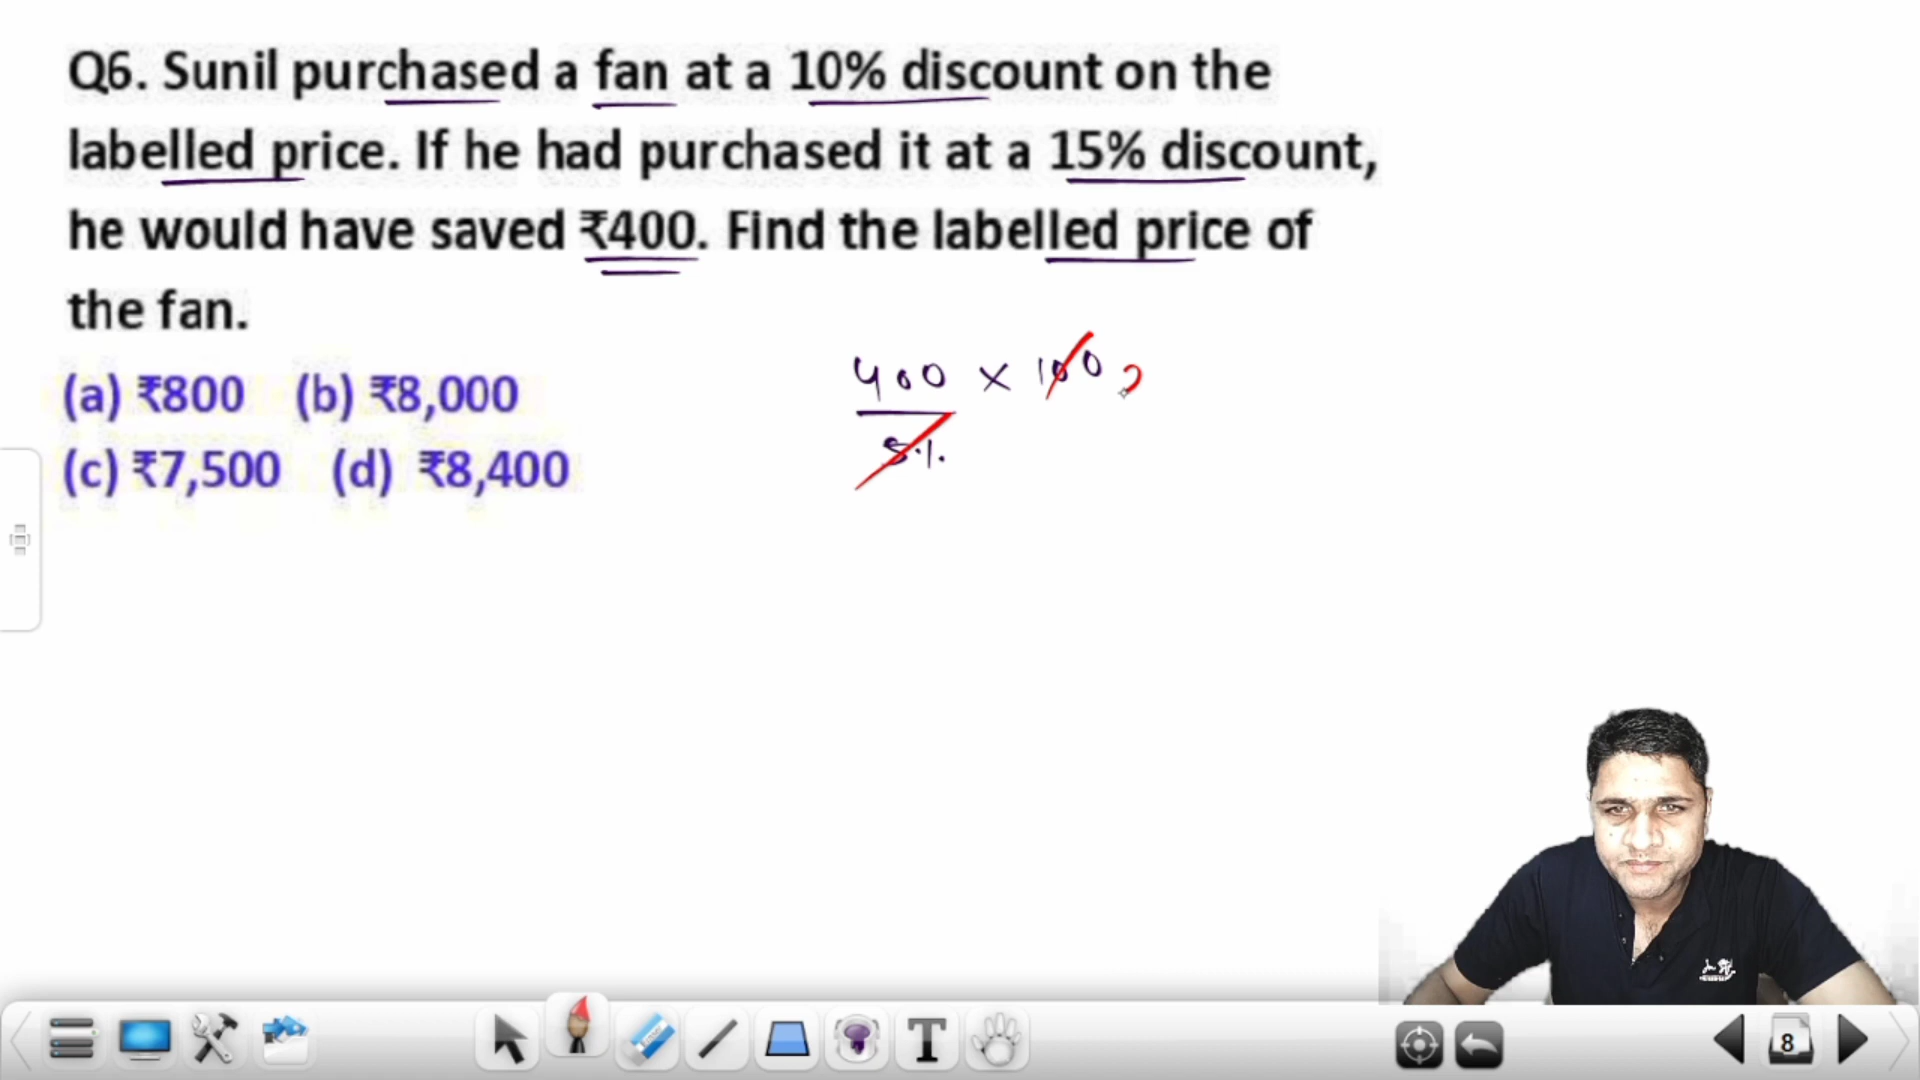 Q6. Sunil purchased a fan at a 10% discount on the
labelled price. If he had purchased it at a 15% discount,
he would have saved ₹400. Find the labelled price of
the fan.
(a) ₹800 (b) ₹8,000
(c) ₹7,500 (d) ₹8,400
400 × 100
5%
T
8